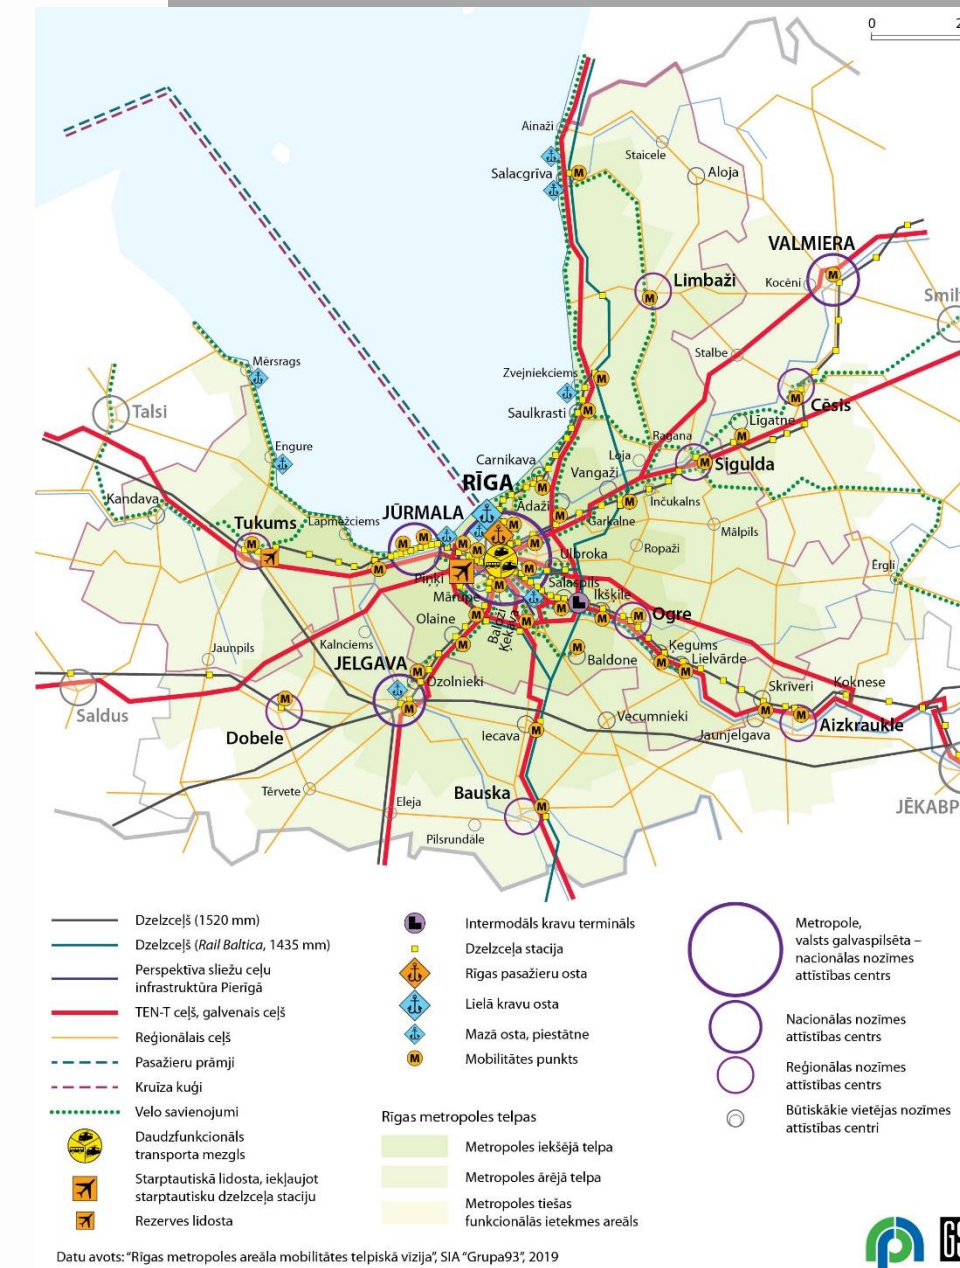 0
2
Ainaži
Staicele
Salacgrīva
Aloja
VALMIERA
Limbaži
Kocēni
Smilt
Stalbe
Mērsrags
Zvejniekciems
Talsi
Cēsis
Saulkrasti
Līgatne
Engure
Ragana
Carnikava
Loja
Sigulda
RĪGA
Vangaži
Kandava
JŪRMALA
Inčukalns
Tukums
Lapmežciems
Ādaži
Garkalne
Mālpils
Ropaži
Ulbroka
Ērgļi
Piņķi
Salaspils
Mārupe
Ikšķile
Olaine
Baloži
Ķekava
Ogre
Kalnciems
Ķegums
Jaunpils
JELGAVA
Baldone
Lielvārde
Ozolnieki
Skrīveri
Koknese
Saldus
Vecumnieki
Dobele
Iecava
Jaunjelgava
Aizkraukle
Tērvete
Bauska
Eleja
JĒKABP
Pilsrundāle
Dzelzceļš (1520 mm)
Dzelzceļš (Rail Baltica, 1435 mm)
Perspektīva sliežu ceļu
infrastruktūra Pierīgā
TEN-T ceļš, galvenais ceļš
Reģionālais ceļš
Pasažieru prāmji
Kruīza kuģi
Velo savienojumi
Daudzfunkcionāls
transporta mezgls
Starptautiskā lidosta, iekļaujot
starptautisku dzelzceļa staciju
Rezerves lidosta
Intermodāls kravu termināls
Dzelzceļa stacija
Rīgas pasažieru osta
Lielā kravu osta
Mazā osta, piestātne
M
Mobilitātes punkts
Rīgas metropoles telpas
Metropoles iekšējā telpa
Metropoles ārējā telpa
Metropoles tiešas
funkcionālās ietekmes areāls
Metropole,
valsts galvaspilsēta –
nacionālas nozīmes
attīstības centrs
Nacionālas nozīmes
attīstības centrs
Reģionālas nozīmes
attīstības centrs
Būtiskākie vietējas nozīmes
attīstības centri
Datu avots: "Rīgas metropoles areāla mobilitātes telpiskā vīzija", SIA "Grupa93", 2019